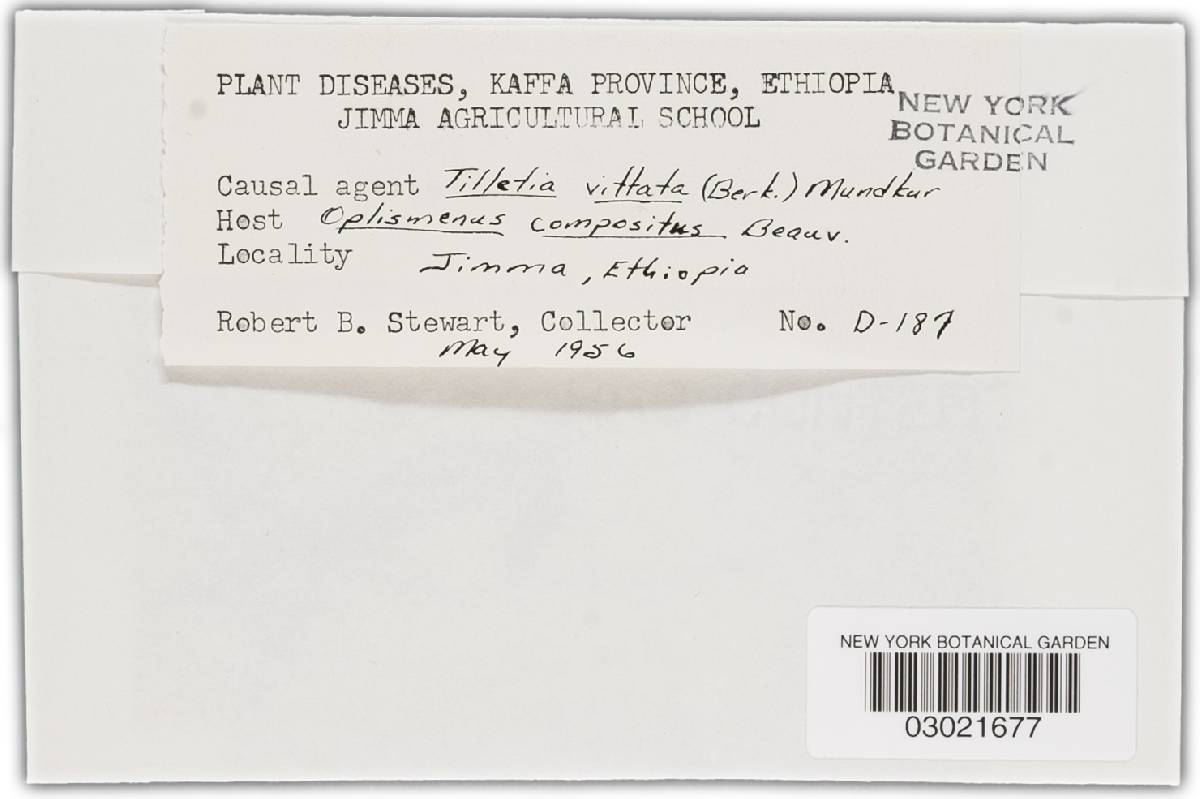 PLANT DISEASES, KAFFA PROVINCE, ETHIOPIA
JIMMA AGRICULTURAL SCHOOL
NEW YORK
BOTANICAL
GARDEN
Causal agent Tilletia vittata (Berk.) Mundkur
Host Oplismenus compositus Beauv.
Locality Jimma, Ethiopia
Robert B. Stewart, Collector No. D-187
May 1956
NEW YORK BOTANICAL GARDEN
03021677